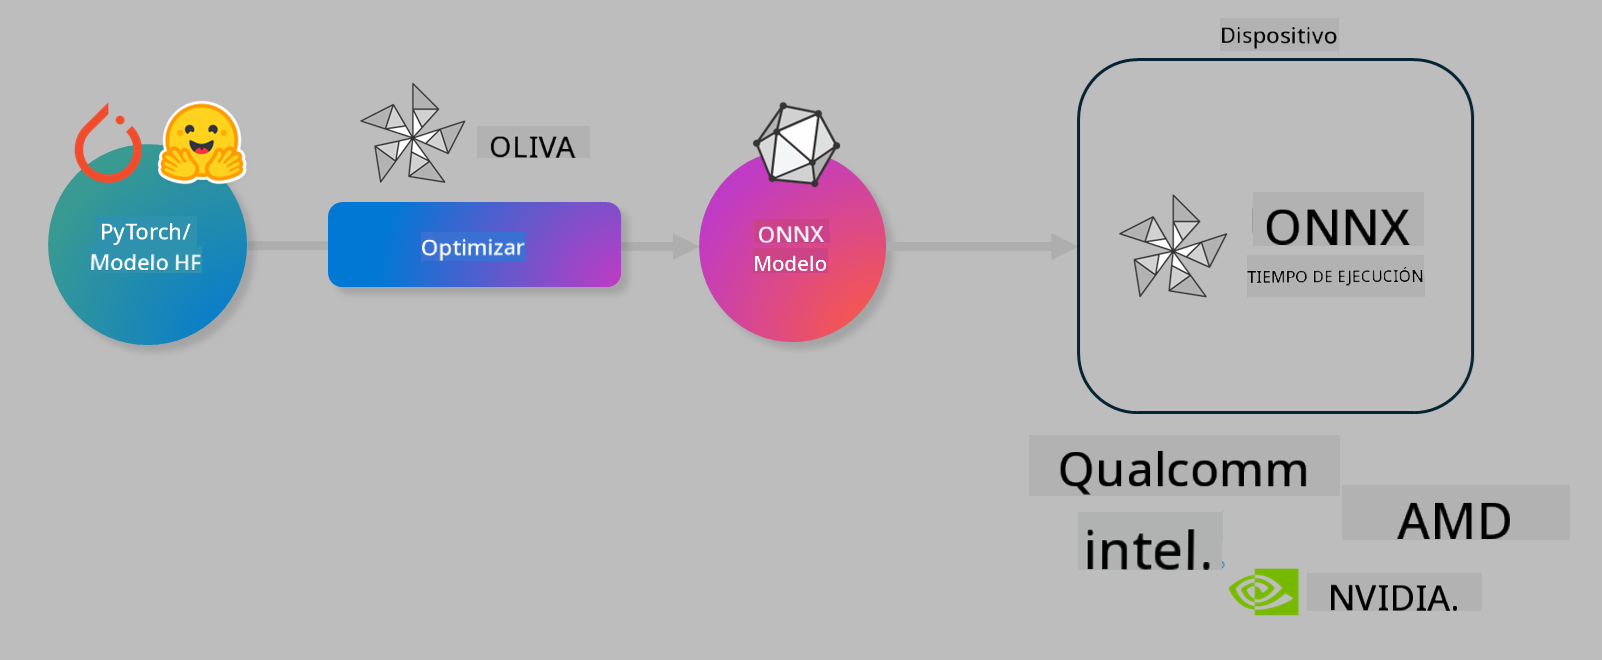 Dispositivo
OLIVA
PyTorch/
Modelo HF
Optimizar
ONNX
Modelo
ONNX
TIEMPO DE EJECUCIÓN
Qualcomm
AMD
intel.
NVIDIA.